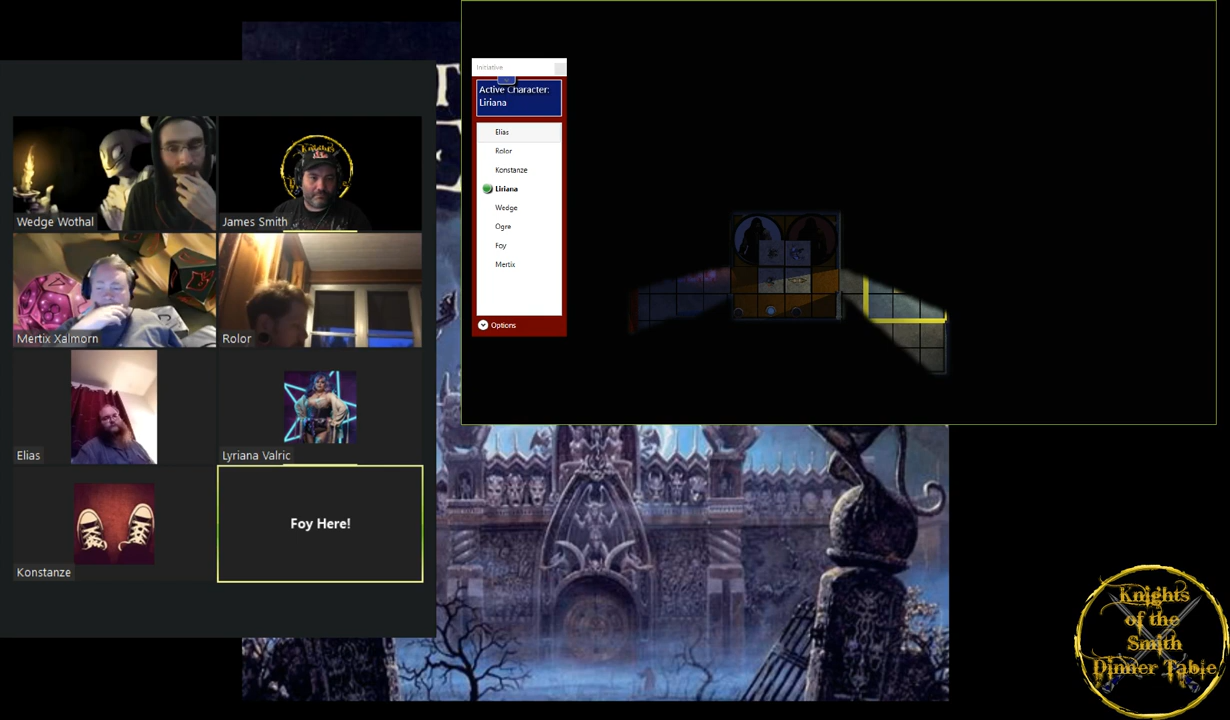 Wedge Wothal
James Smith
Mertix Xalmorn
Rolor
Elias
Lyriana Valric
Konstanze
Foy Here!
Initiative
Active Character:
Liriana
Elias
Rolor
Konstanze
Liriana
Wedge
Ogre
Foy
Mertix
Options
Knights
of the
Smith
Dinner Table